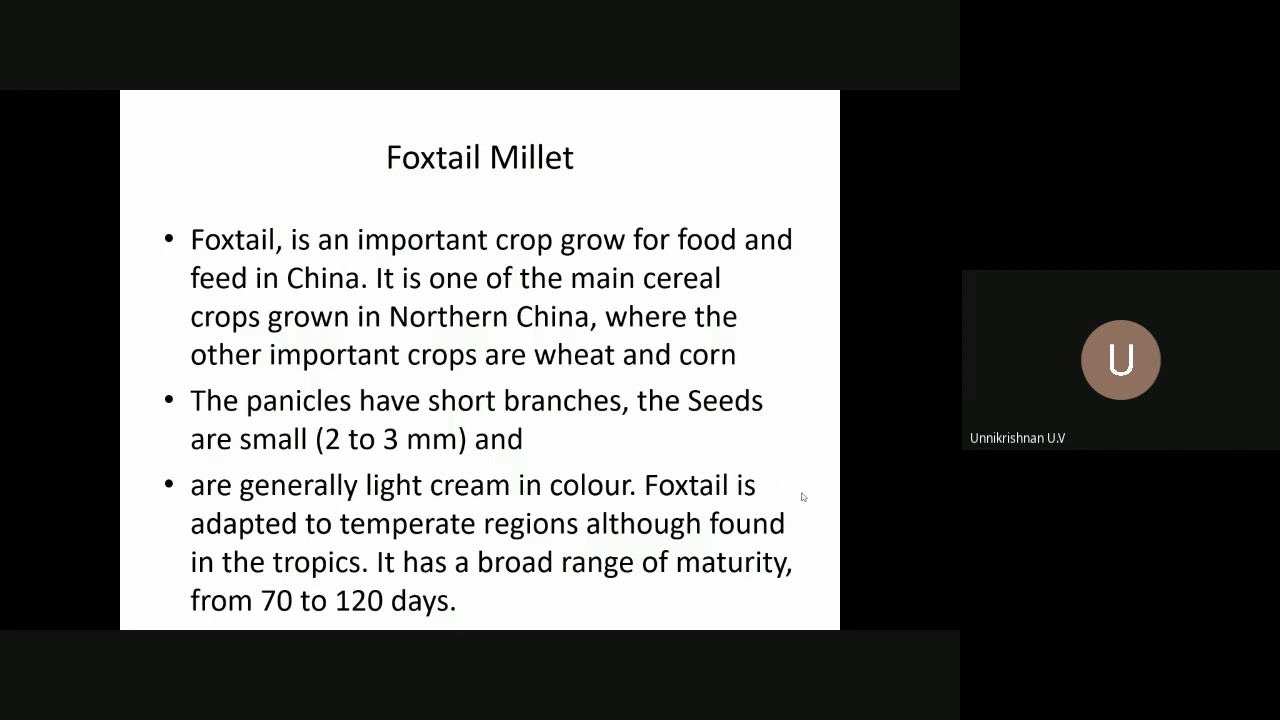 Foxtail Millet
• Foxtail, is an important crop grow for food and
feed in China. It is one of the main cereal
crops grown in Northern China, where the
other important crops are wheat and corn
• The panicles have short branches, the Seeds
are small (2 to 3 mm) and
• are generally light cream in colour. Foxtail is
adapted to temperate regions although found
in the tropics. It has a broad range of maturity,
from 70 to 120 days.
U
Unnikrishnan U.V